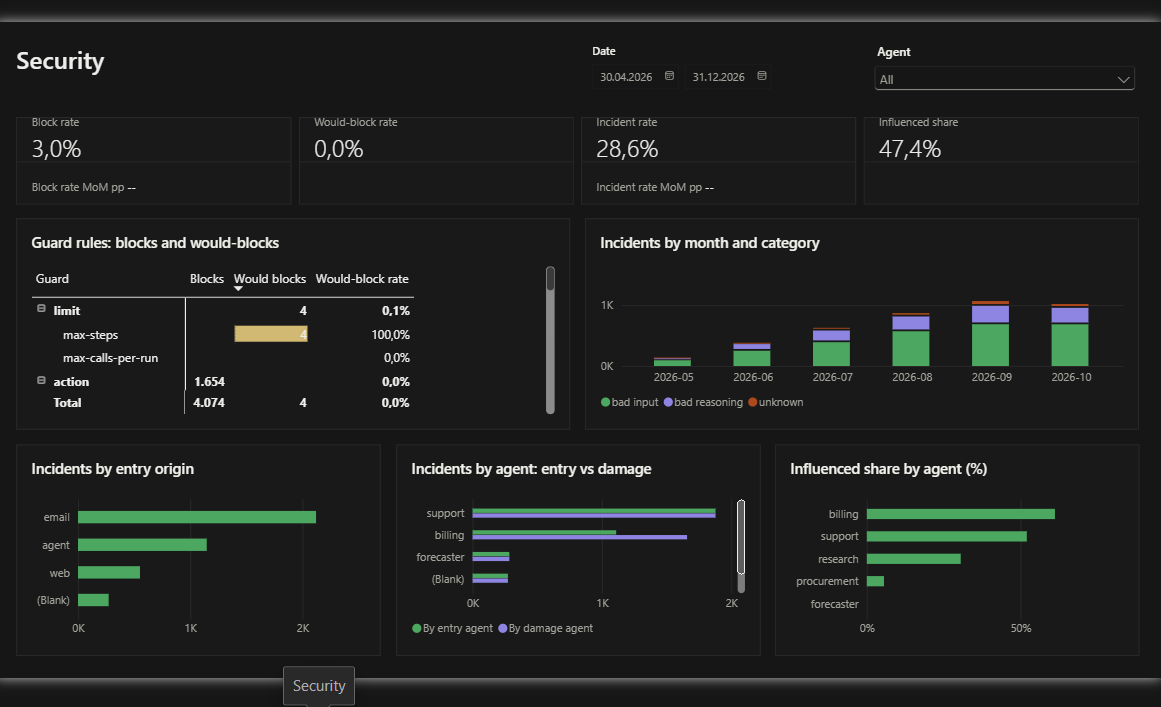 Security
Date
30.04.2026 31.12.2026
Agent
All
Block rate
3,0%
Block rate MoM pp --
Would-block rate
0,0%
Incident rate
28,6%
Incident rate MoM pp --
Influenced share
47,4%
Guard rules: blocks and would-blocks
Guard Blocks Would blocks Would-block rate
limit 4 0,1%
max-steps 4 100,0%
max-calls-per-run 0,0%
action 1.654 0,0%
Total 4.074 4 0,0%
Incidents by month and category
1K
0K
2026-05 2026-06 2026-07 2026-08 2026-09 2026-10
bad input bad reasoning unknown
Incidents by entry origin
email
agent
web
(Blank)
0K 1K 2K
Incidents by agent: entry vs damage
support
billing
forecaster
(Blank)
0K 1K 2K
By entry agent By damage agent
Influenced share by agent (%)
billing
support
research
procurement
forecaster
0% 50%
Security